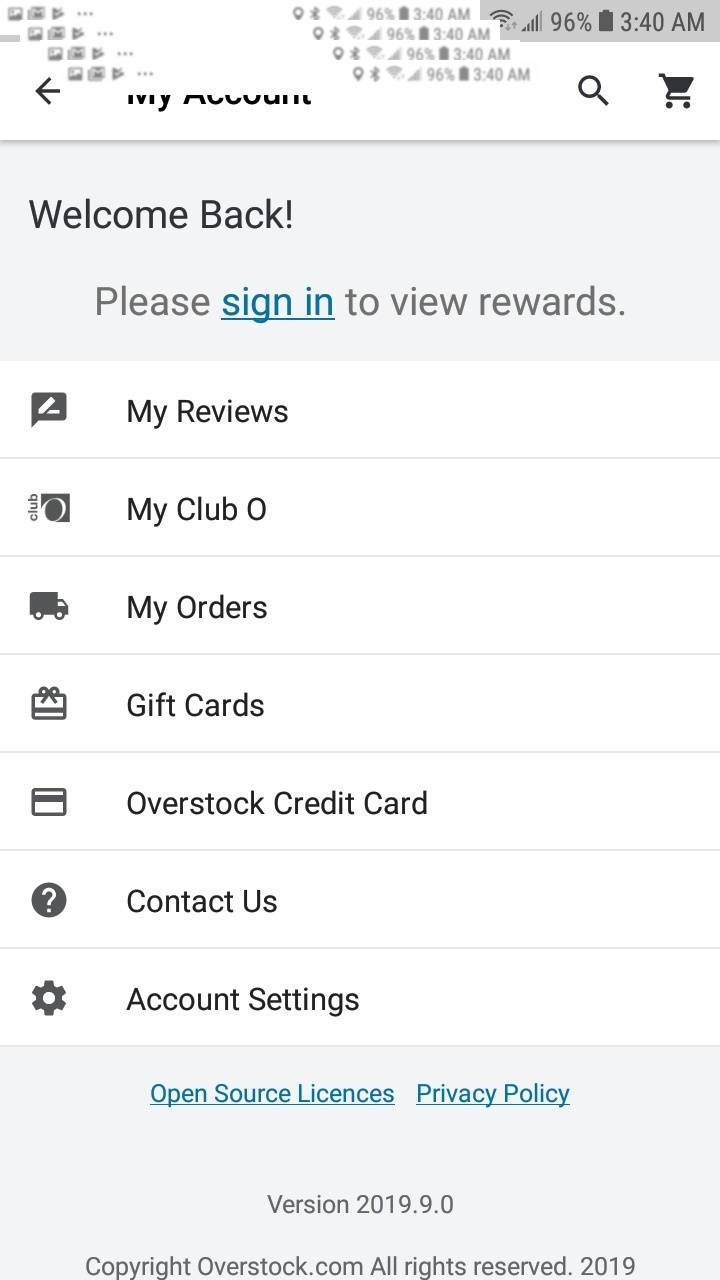 96% 3:40 AM
96% 3:40 AM
96% 3:40 AM
96% 3:40 AM
96% 3:40 AM
My Account
Welcome Back!
Please sign in to view rewards.
My Reviews
club O My Club O
My Orders
Gift Cards
Overstock Credit Card
Contact Us
Account Settings
Open Source Licences Privacy Policy
Version 2019.9.0
Copyright Overstock.com All rights reserved. 2019